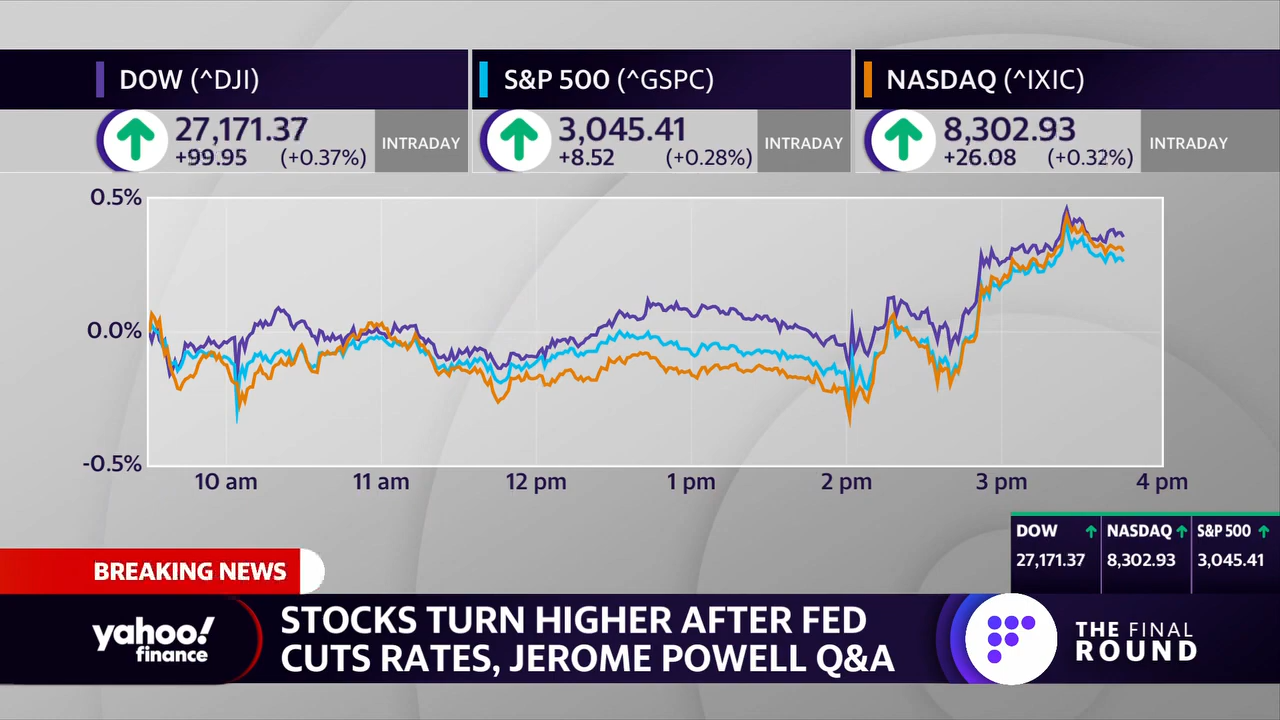 DOW (^DJI)
27,171.37
+99.95 (+0.37%)
INTRADAY
S&P 500 (^GSPC)
3,045.41
+8.52 (+0.28%)
INTRADAY
NASDAQ (^IXIC)
8,302.93
+26.08 (+0.32%)
INTRADAY
0.5%
0.0%
-0.5%
10 am 11 am 12 pm 1 pm 2 pm 3 pm 4 pm
DOW NASDAQ S&P 500
27,171.37 8,302.93 3,045.41
BREAKING NEWS
yahoo!
finance
STOCKS TURN HIGHER AFTER FED
CUTS RATES, JEROME POWELL Q&A
THE FINAL
ROUND